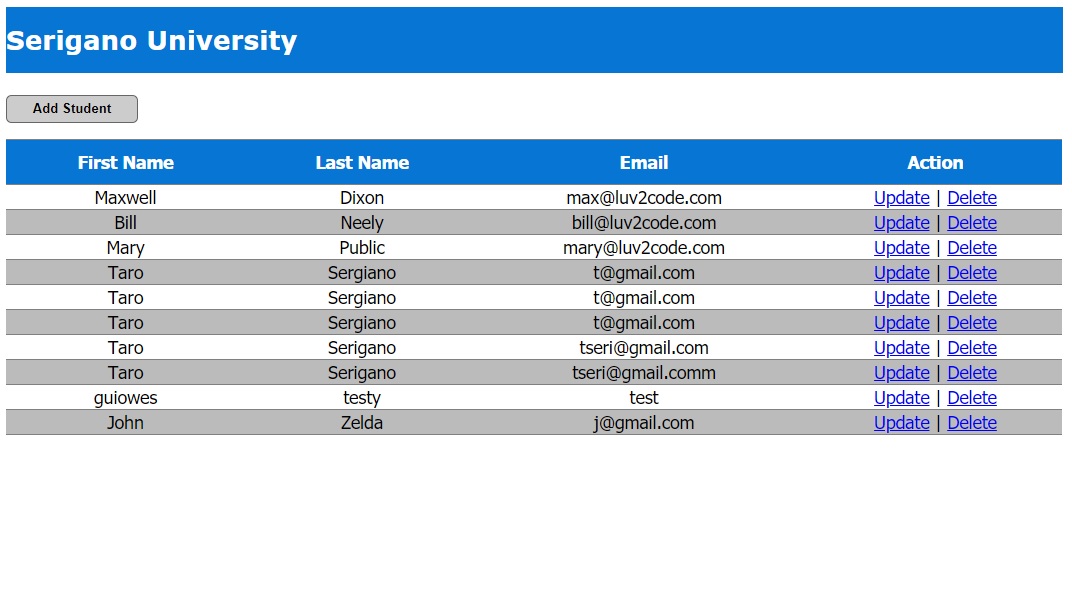 Serigano University
Add Student
First Name Last Name Email Action
Maxwell Dixon max@luv2code.com Update | Delete
Bill Neely bill@luv2code.com Update | Delete
Mary Public mary@luv2code.com Update | Delete
Taro Sergiano t@gmail.com Update | Delete
Taro Sergiano t@gmail.com Update | Delete
Taro Sergiano t@gmail.com Update | Delete
Taro Serigano tseri@gmail.com Update | Delete
Taro Serigano tseri@gmail.comm Update | Delete
guiowes testy test Update | Delete
John Zelda j@gmail.com Update | Delete